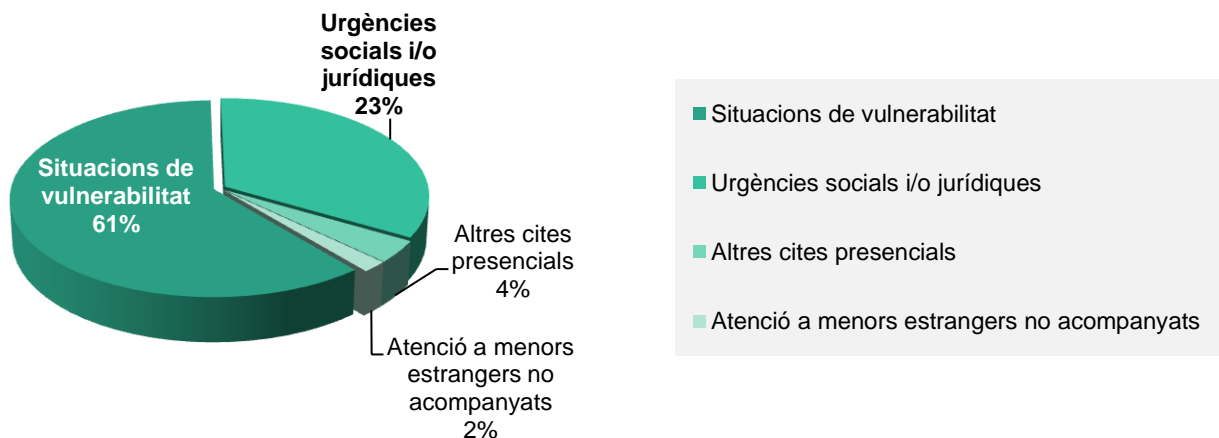 Urgències
socials i/o
jurídiques
23%
Situacions de
vulnerabilitat
61%
Altres cites
presencials
4%
Atenció a menors
estrangers no
acompanyats
2%
Situacions de vulnerabilitat
Urgències socials i/o jurídiques
Altres cites presencials
Atenció a menors estrangers no acompanyats